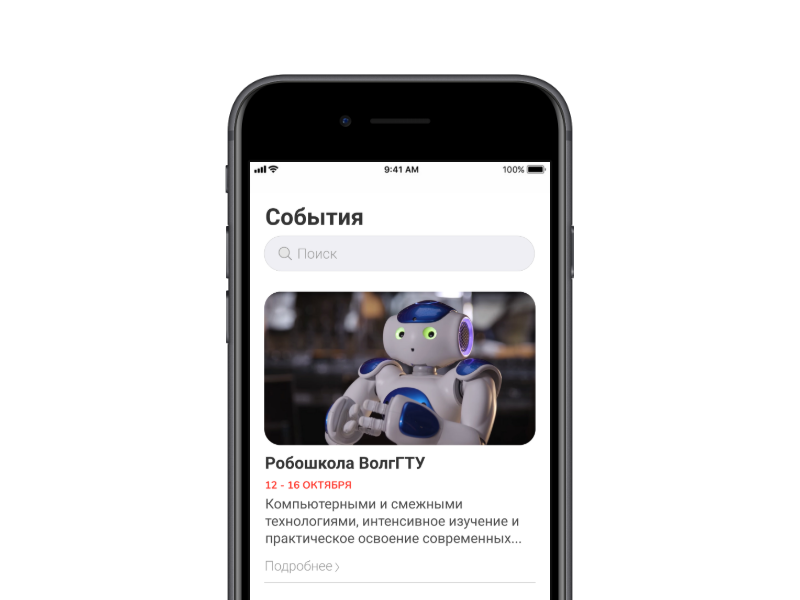 9:41 AM
100%
События
Поиск
Робошкола ВолгГТУ
12 - 16 ОКТЯБРЯ
Компьютерными и смежными
технологиями, интенсивное изучение и
практическое освоение современных...
Подробнее